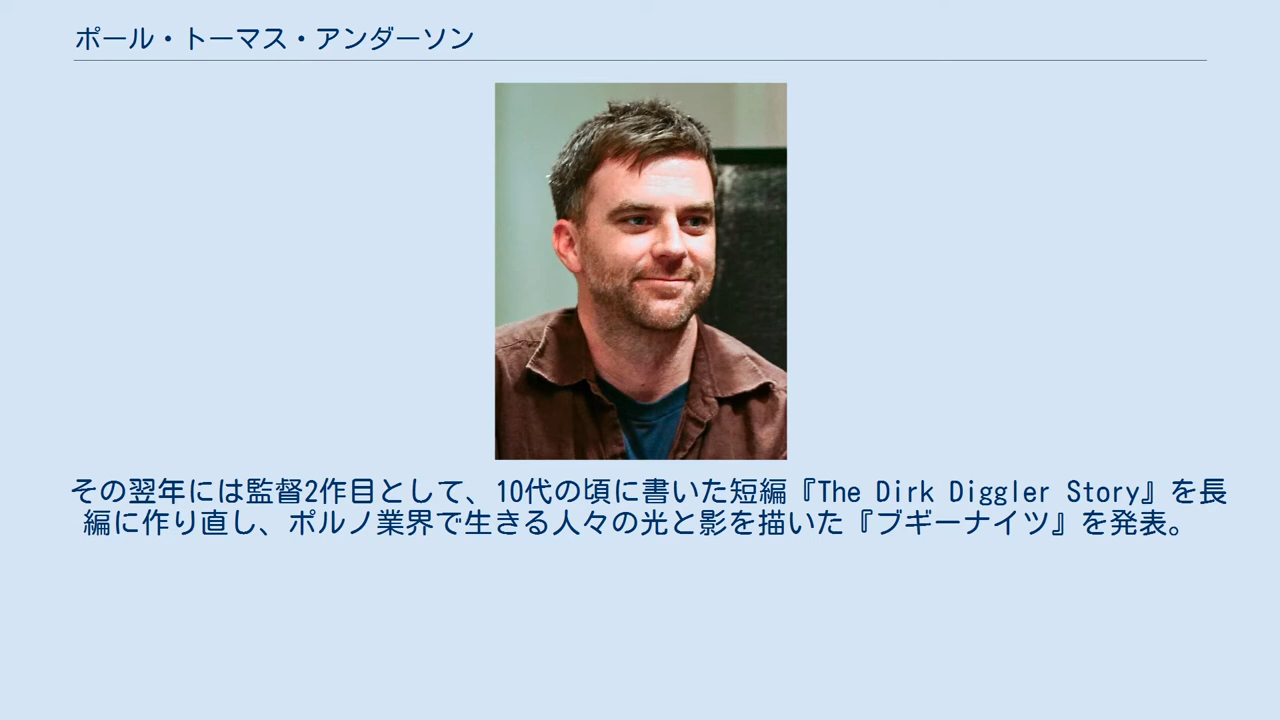 ポール・トーマス・アンダーソン
その翌年には監督2作目として、10代の頃に書いた短編『The Dirk Diggler Story』を長
編に作り直し、ポルノ業界で生きる人々の光と影を描いた『ブギーナイツ』を発表。